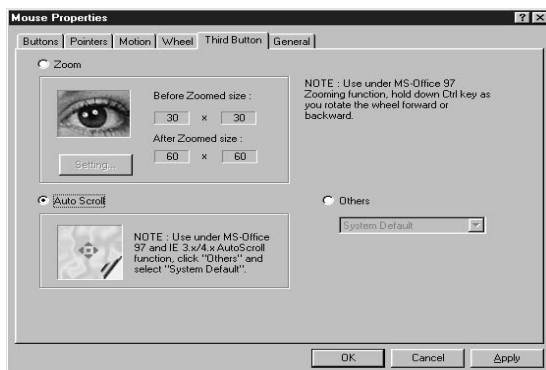 Mouse Properties
Buttons Pointers Motion Wheel Third Button General
Zoom
Before Zoomed size :
30 x 30
After Zoomed size :
60 x 60
Setting...
NOTE : Use under MS-Office 97
Zooming function, hold down Ctrl key as
you rotate the wheel forward or
backward.
Auto Scroll
NOTE : Use under MS-Office
97 and IE 3.x/4.x AutoScroll
function, click "Others" and
select "System Default".
Others
System Default
OK Cancel Apply